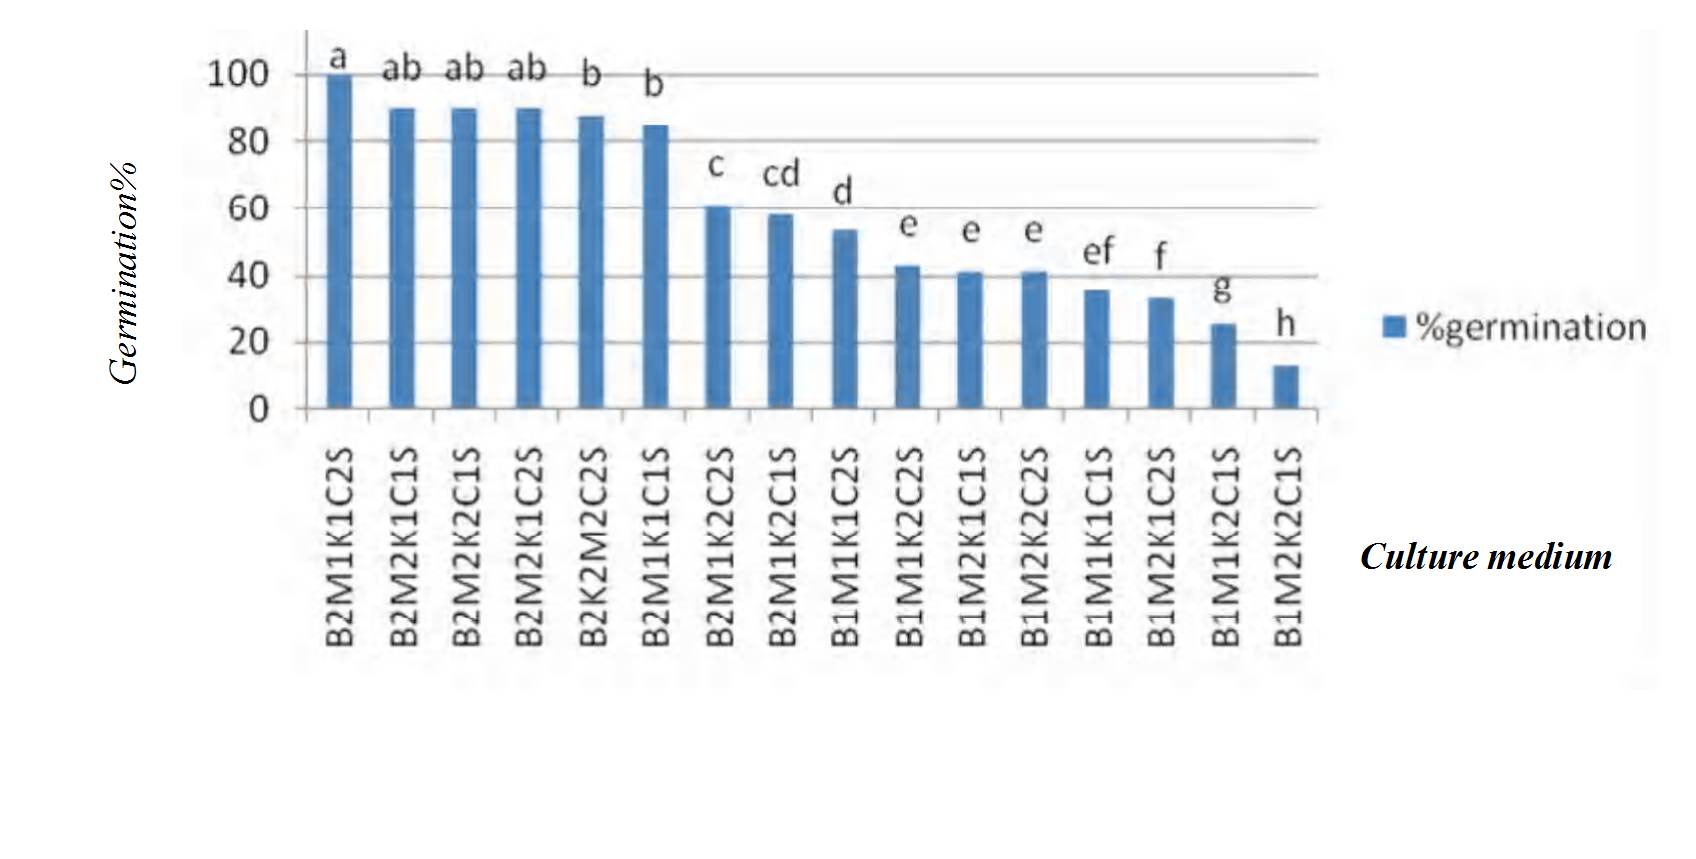 Germination%
100
80
60
40
20
0
a
ab
ab
ab
b
b
c
cd
d
e
e
e
ef
f
g
h
B2M1K1C2S
B2M2K1C1S
B2M2K2C1S
B2M2K1C2S
B2K2M2C2S
B2M1K1C1S
B2M1K2C2S
B2M1K2C1S
B1M1K1C2S
B1M1K2C2S
B1M2K1C1S
B1M2K2C2S
B1M1K1C1S
B1M2K1C2S
B1M1K2C1S
B1M2K2C1S
%germination
Culture medium